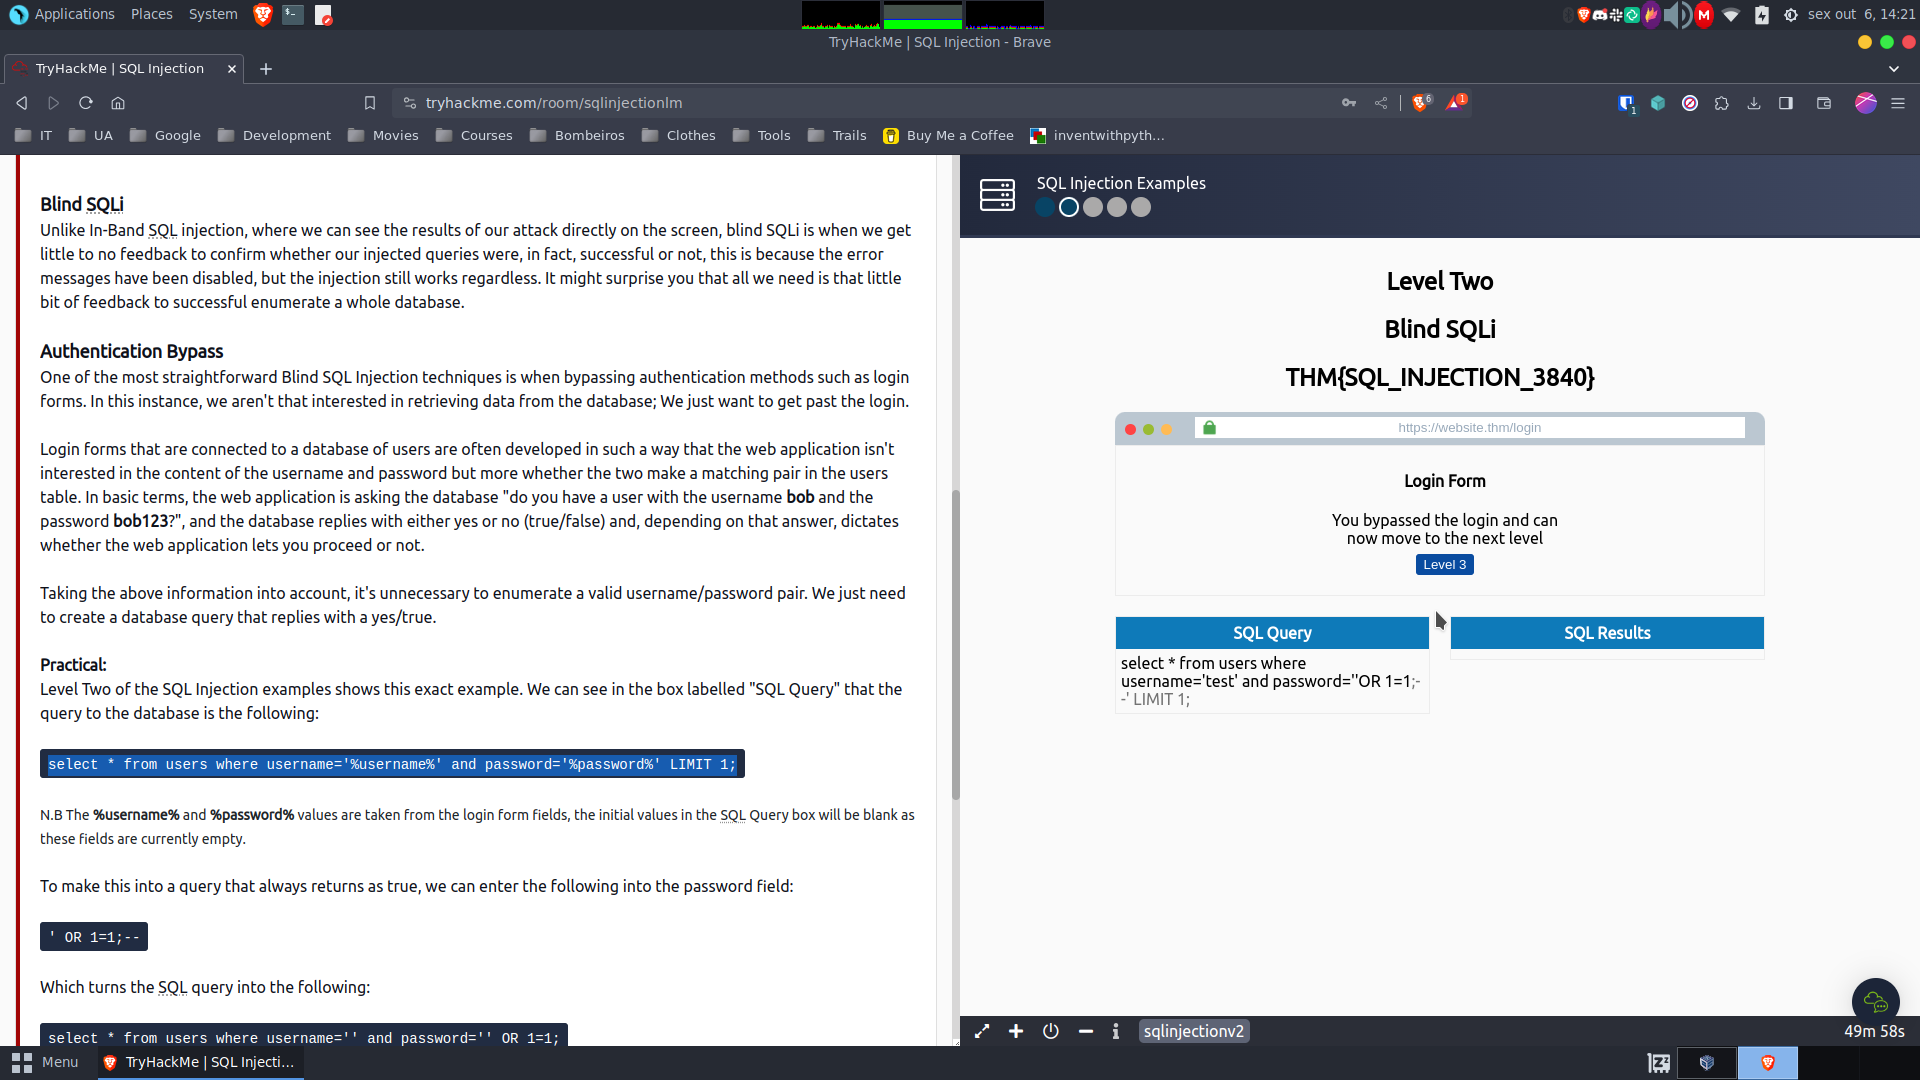 Applications Places System
sex out 6, 14:21
TryHackMe | SQL Injection - Brave
TryHackMe | SQL Injection
tryhackme.com/room/sqlinjectionlm
6
1
1
IT UA Google Development Movies Courses Bombeiros Clothes Tools Trails Buy Me a Coffee inventwithpyth...
Blind SQLi
Unlike In-Band SQL injection, where we can see the results of our attack directly on the screen, blind SQLi is when we get
little to no feedback to confirm whether our injected queries were, in fact, successful or not, this is because the error
messages have been disabled, but the injection still works regardless. It might surprise you that all we need is that little
bit of feedback to successful enumerate a whole database.
Authentication Bypass
One of the most straightforward Blind SQL Injection techniques is when bypassing authentication methods such as login
forms. In this instance, we aren't that interested in retrieving data from the database; We just want to get past the login.
Login forms that are connected to a database of users are often developed in such a way that the web application isn't
interested in the content of the username and password but more whether the two make a matching pair in the users
table. In basic terms, the web application is asking the database "do you have a user with the username bob and the
password bob123?", and the database replies with either yes or no (true/false) and, depending on that answer, dictates
whether the web application lets you proceed or not.
Taking the above information into account, it's unnecessary to enumerate a valid username/password pair. We just need
to create a database query that replies with a yes/true.
Practical:
Level Two of the SQL Injection examples shows this exact example. We can see in the box labelled "SQL Query" that the
query to the database is the following:
select * from users where username='%username%' and password='%password%' LIMIT 1;
N.B The %username% and %password% values are taken from the login form fields, the initial values in the SQL Query box will be blank as
these fields are currently empty.
To make this into a query that always returns as true, we can enter the following into the password field:
' OR 1=1;--
Which turns the SQL query into the following:
select * from users where username='' and password='' OR 1=1;
SQL Injection Examples
Level Two
Blind SQLi
THM{SQL_INJECTION_3840}
https://website.thm/login
Login Form
You bypassed the login and can
now move to the next level
Level 3
SQL Query
select * from users where
username='test' and password=''OR 1=1;-
-' LIMIT 1;
SQL Results
sqlinjectionv2
49m 58s
Menu
TryHackMe | SQL Injecti...